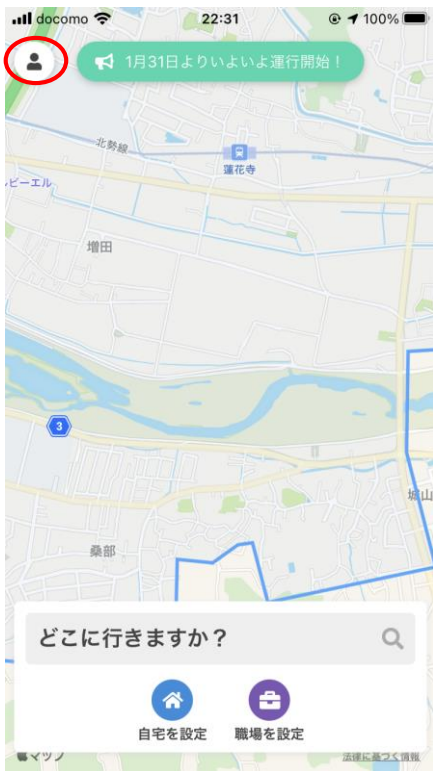 docomo 22:31 100%
1月31日よりいよいよ運行開始！
北勢線
蓮花寺
ービーエル
増田
3
城山
桑部
どこに行きますか？
自宅を設定 職場を設定
マップ 法律に基づく情報